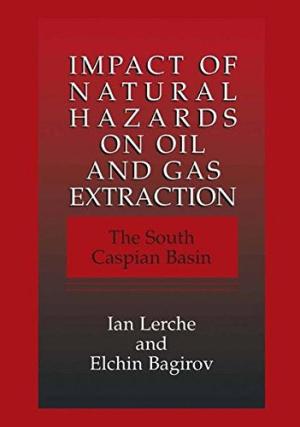 IMPACT OF
NATURAL
HAZARDS
ON OIL
AND GAS
EXTRACTION
The South
Caspian Basin
Ian Lerche
and
Elchin Bagirov